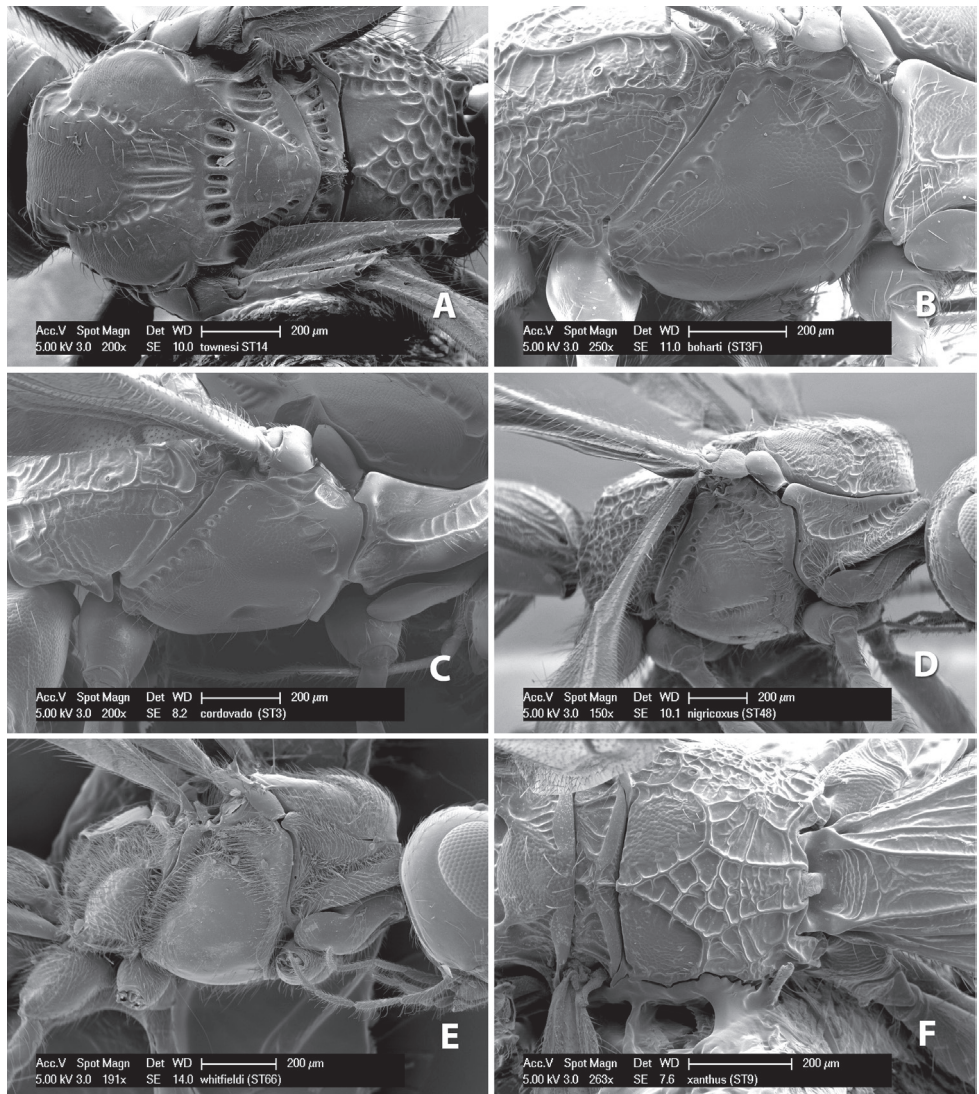 A
Acc.V Spot Magn Det WD 200 µm
5.00 kV 3.0 200x SE 10.0 townesi ST14
B
Acc.V Spot Magn Det WD 200 µm
5.00 kV 3.0 250x SE 11.0 boharti (ST3F)
C
Acc.V Spot Magn Det WD 200 µm
5.00 kV 3.0 200x SE 8.2 cordovado (ST3)
D
Acc.V Spot Magn Det WD 200 µm
5.00 kV 3.0 150x SE 10.1 nigricoxus (ST48)
E
Acc.V Spot Magn Det WD 200 µm
5.00 kV 3.0 191x SE 14.0 whitfieldi (ST66)
F
Acc.V Spot Magn Det WD 200 µm
5.00 kV 3.0 263x SE 7.6 xanthus (ST9)